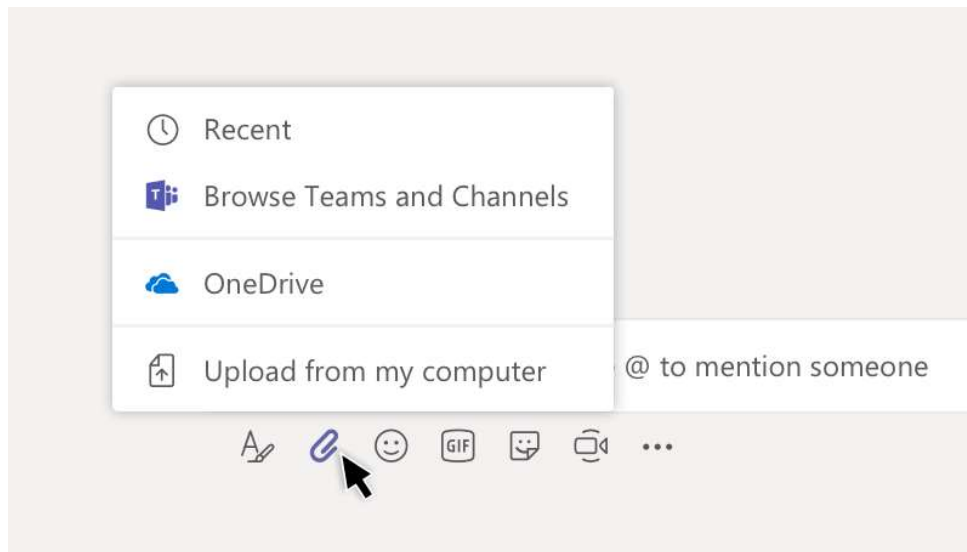 Recent
Browse Teams and Channels
OneDrive
Upload from my computer
@ to mention someone
GIF